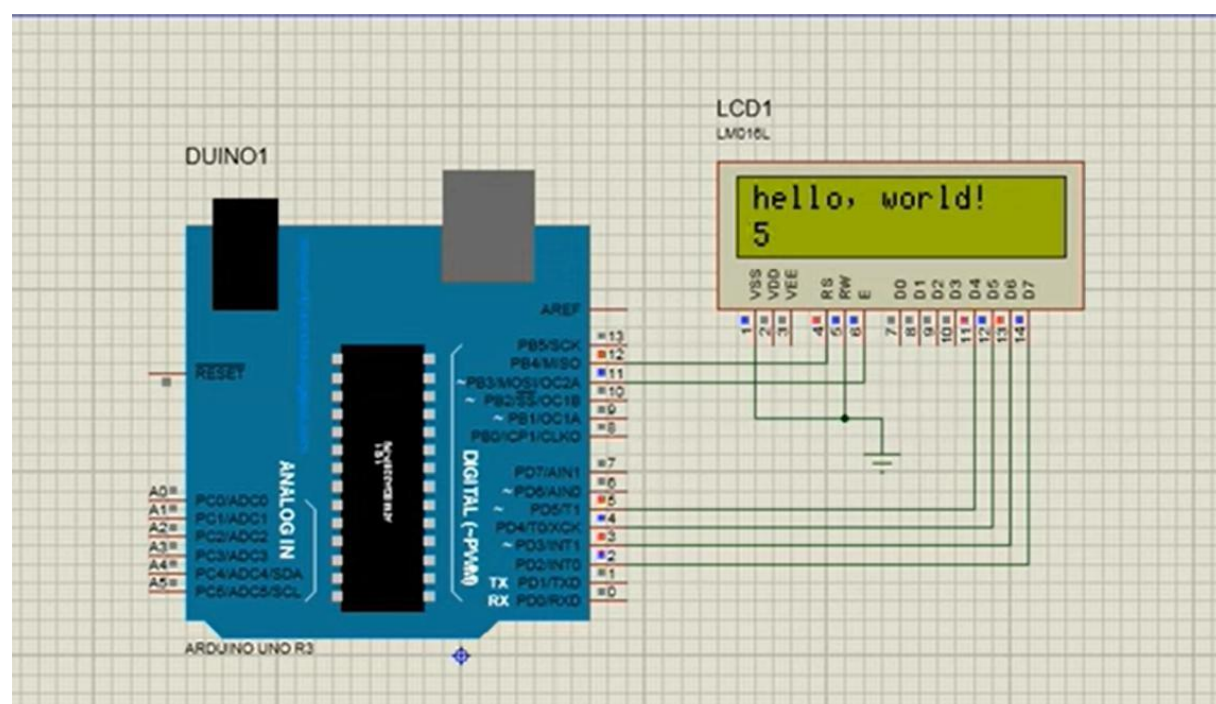 DUINO1
ARDUINO UNO R3
RESET
AREF
PB5/SCK
PB4/MISO
~PB3/MOSI/OC2A
~ PB2/SS/OC1B
~ PB1/OC1A
PB0/ICP1/CLKO
PD7/AIN1
~ PD6/AIN0
~ PD5/T1
PD4/T0/XCK
~ PD3/INT1
PD2/INT0
TX PD1/TXD
RX PD0/RXD
13
12
11
10
9
8
7
6
5
4
3
2
1
0
DIGITAL (~PWM)
ANALOG IN
A0
A1
A2
A3
A4
A5
PC0/ADC0
PC1/ADC1
PC2/ADC2
PC3/ADC3
PC4/ADC4/SDA
PC5/ADC5/SCL
LCD1
LM016L
hello, world!
5
VSS
VDD
VEE
RS
RW
E
D0
D1
D2
D3
D4
D5
D6
D7
1
2
3
4
5
6
7
8
9
10
11
12
13
14